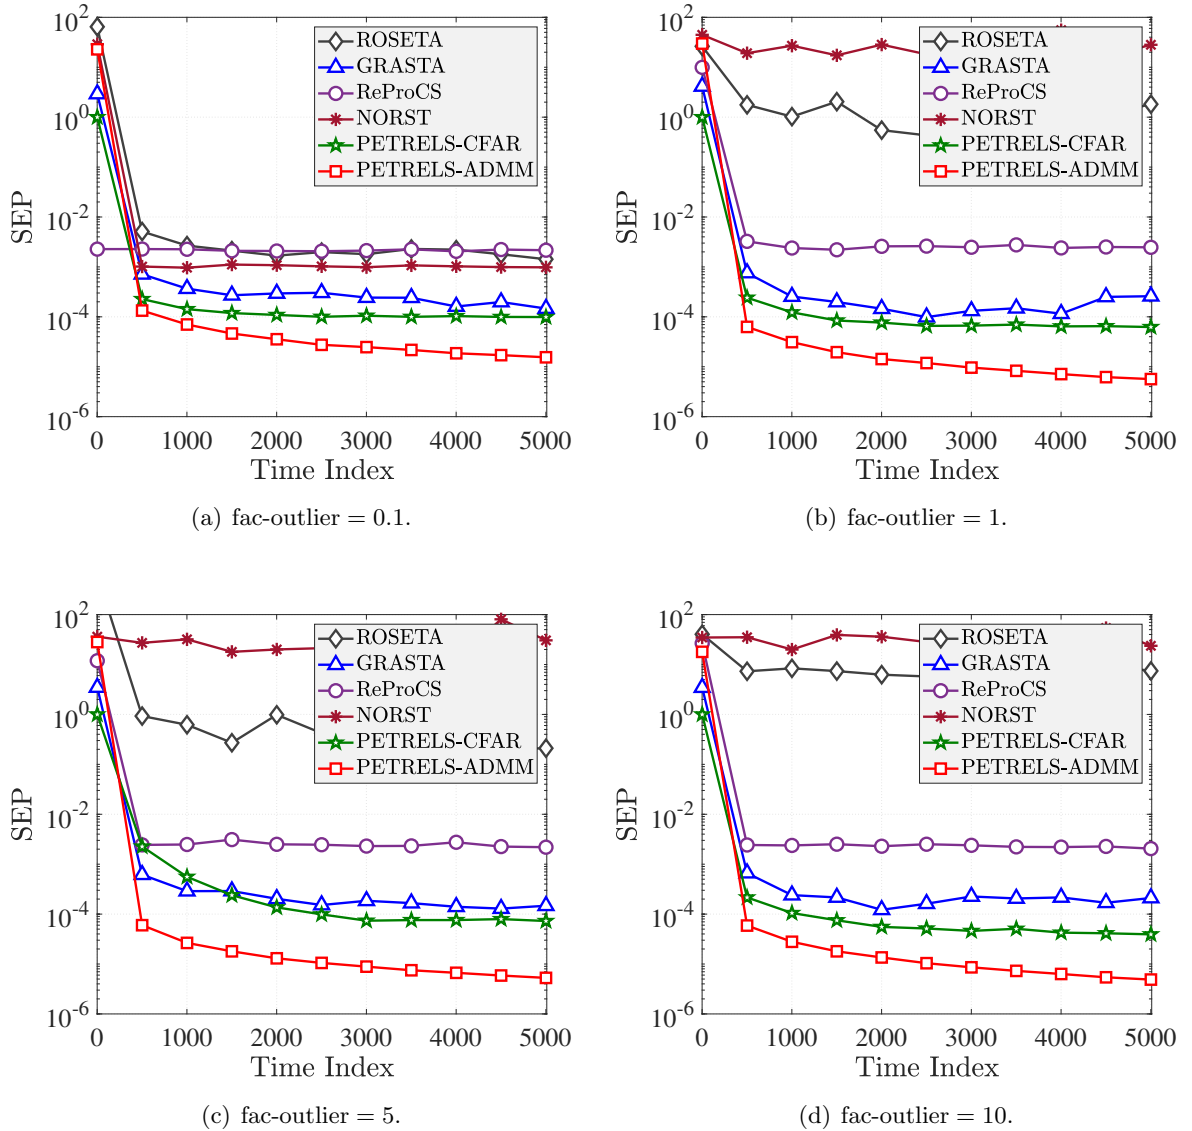 10^2
10^0
10^-2
10^-4
10^-6
SEP
ROSETA
GRASTA
ReProCS
NORST
PETRELS-CFAR
PETRELS-ADMM
0 1000 2000 3000 4000 5000
Time Index
(a) fac-outlier = 0.1.
10^2
10^0
10^-2
10^-4
10^-6
SEP
ROSETA
GRASTA
ReProCS
NORST
PETRELS-CFAR
PETRELS-ADMM
0 1000 2000 3000 4000 5000
Time Index
(b) fac-outlier = 1.
10^2
10^0
10^-2
10^-4
10^-6
SEP
ROSETA
GRASTA
ReProCS
NORST
PETRELS-CFAR
PETRELS-ADMM
0 1000 2000 3000 4000 5000
Time Index
(c) fac-outlier = 5.
10^2
10^0
10^-2
10^-4
10^-6
SEP
ROSETA
GRASTA
ReProCS
NORST
PETRELS-CFAR
PETRELS-ADMM
0 1000 2000 3000 4000 5000
Time Index
(d) fac-outlier = 10.